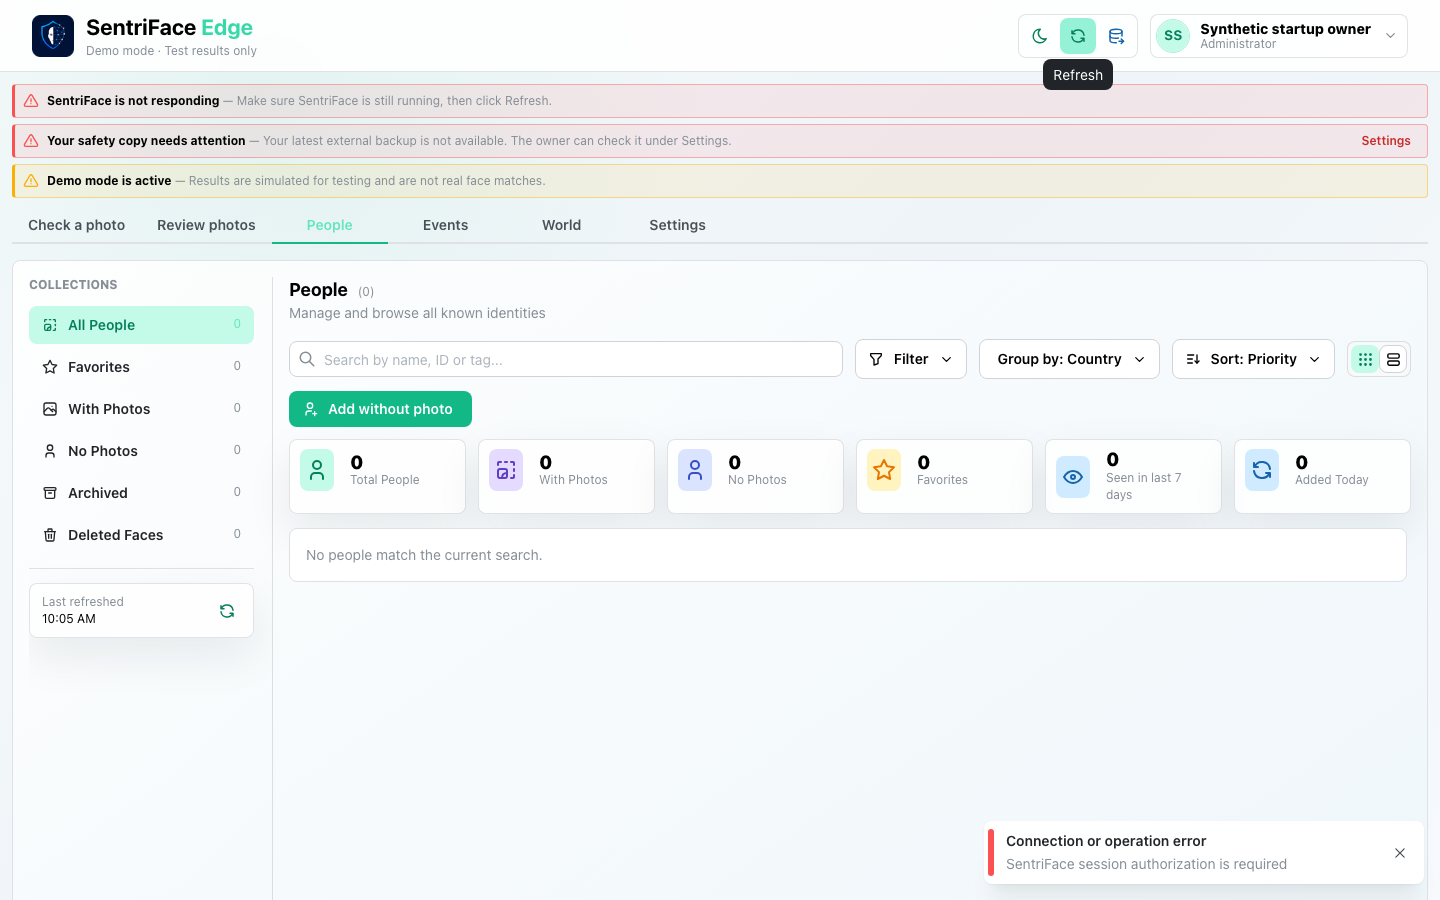 SentriFace Edge
Demo mode · Test results only
SS
Synthetic startup owner
Administrator
Refresh
SentriFace is not responding — Make sure SentriFace is still running, then click Refresh.
Your safety copy needs attention — Your latest external backup is not available. The owner can check it under Settings.
Settings
Demo mode is active — Results are simulated for testing and are not real face matches.
Check a photo
Review photos
People
Events
World
Settings
COLLECTIONS
All People 0
Favorites 0
With Photos 0
No Photos 0
Archived 0
Deleted Faces 0
Last refreshed
10:05 AM
People (0)
Manage and browse all known identities
Search by name, ID or tag...
Filter
Group by: Country
Sort: Priority
Add without photo
0
Total People
0
With Photos
0
No Photos
0
Favorites
0
Seen in last 7
days
0
Added Today
No people match the current search.
Connection or operation error
SentriFace session authorization is required